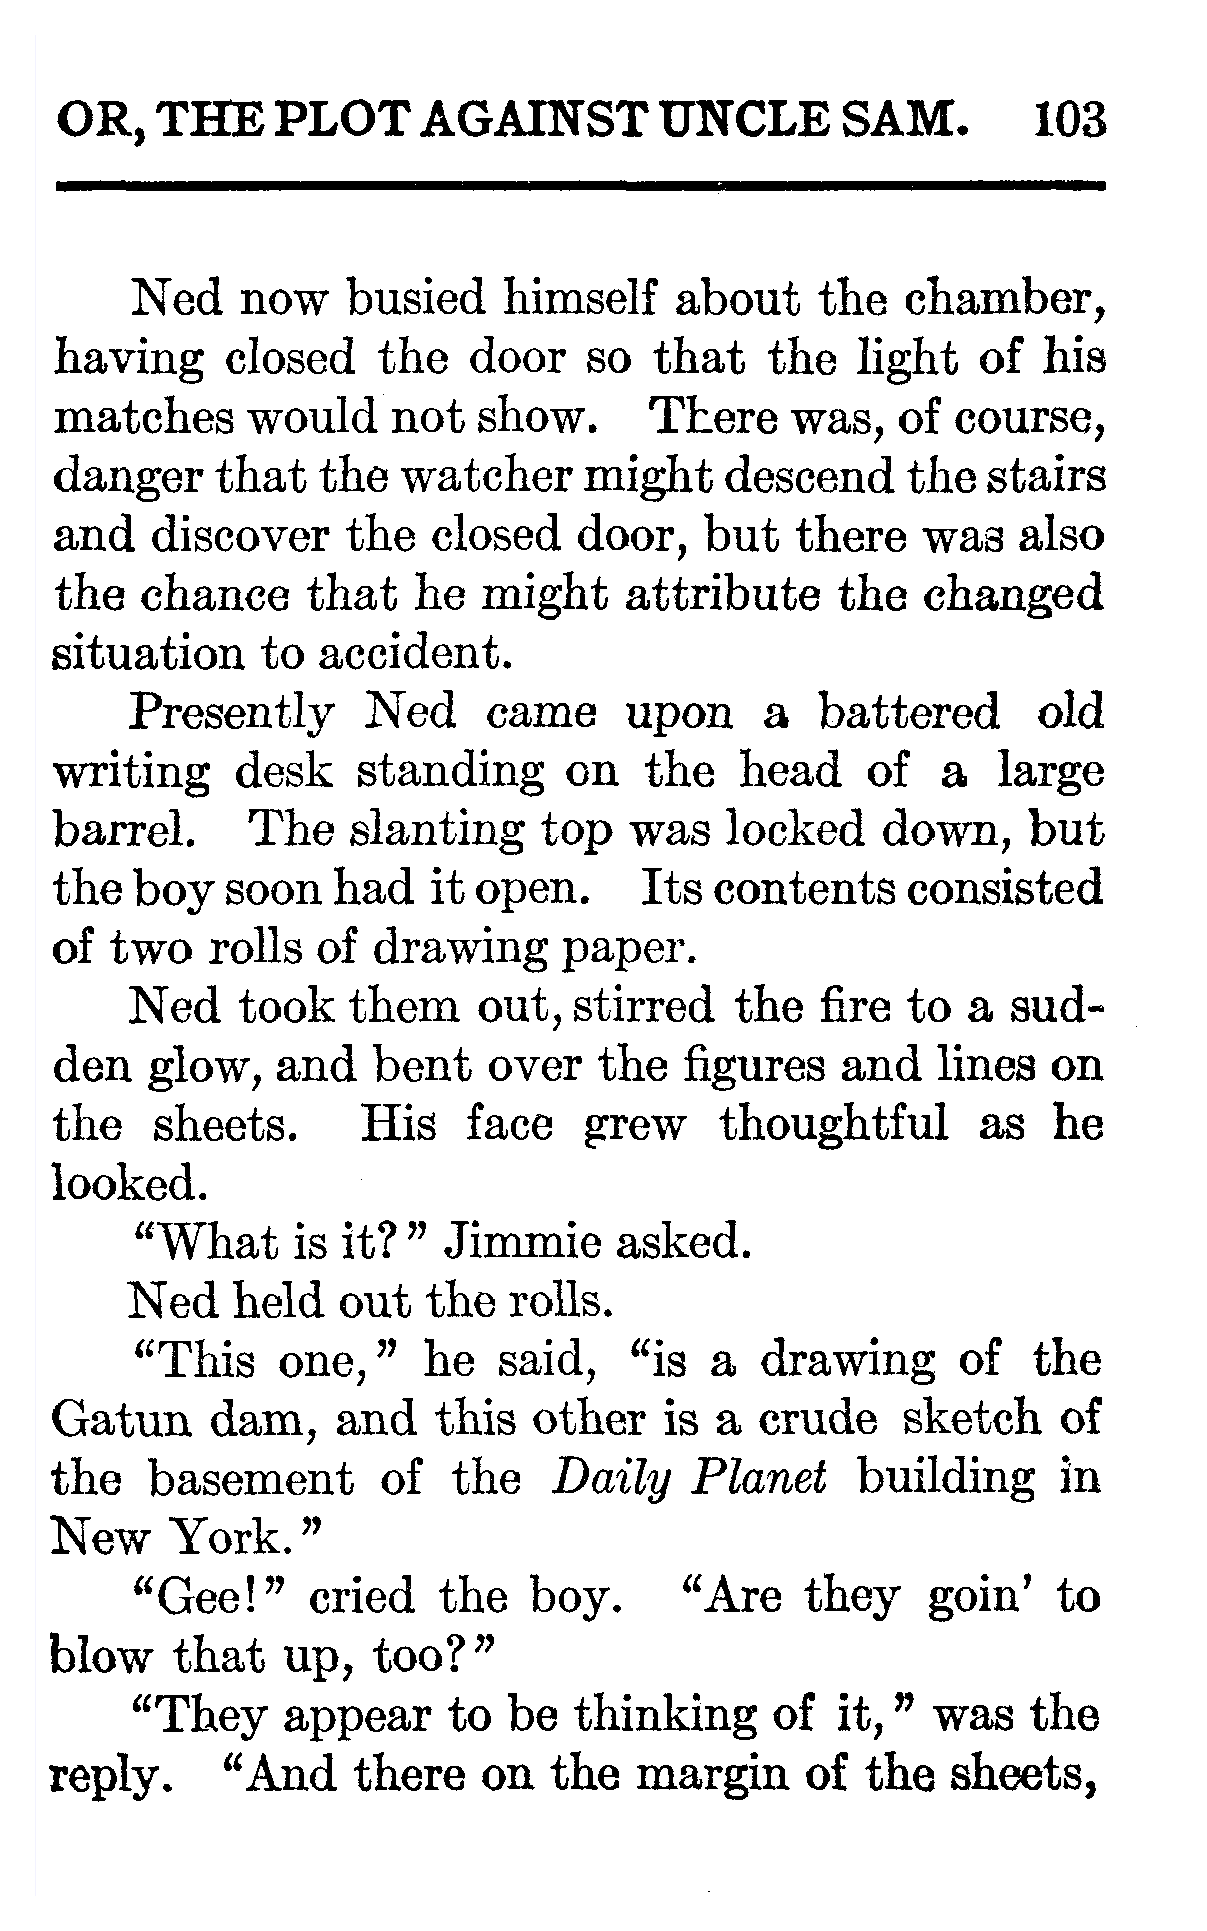 OR, THE PLOT AGAINST UNCLE SAM. 103
Ned now busied himself about the chamber,
having closed the door so that the light of his
matches would not show. There was, of course,
danger that the watcher might descend the stairs
and discover the closed door, but there was also
the chance that he might attribute the changed
situation to accident.
Presently Ned came upon a battered old
writing desk standing on the head of a large
barrel. The slanting top was locked down, but
the boy soon had it open. Its contents consisted
of two rolls of drawing paper.
Ned took them out, stirred the fire to a sud-
den glow, and bent over the figures and lines on
the sheets. His face grew thoughtful as he
looked.
“What is it?” Jimmie asked.
Ned held out the rolls.
“This one,” he said, “is a drawing of the
Gatun dam, and this other is a crude sketch of
the basement of the Daily Planet building in
New York.”
“Gee!” cried the boy. “Are they goin’ to
blow that up, too?”
“They appear to be thinking of it,” was the
reply. “And there on the margin of the sheets,